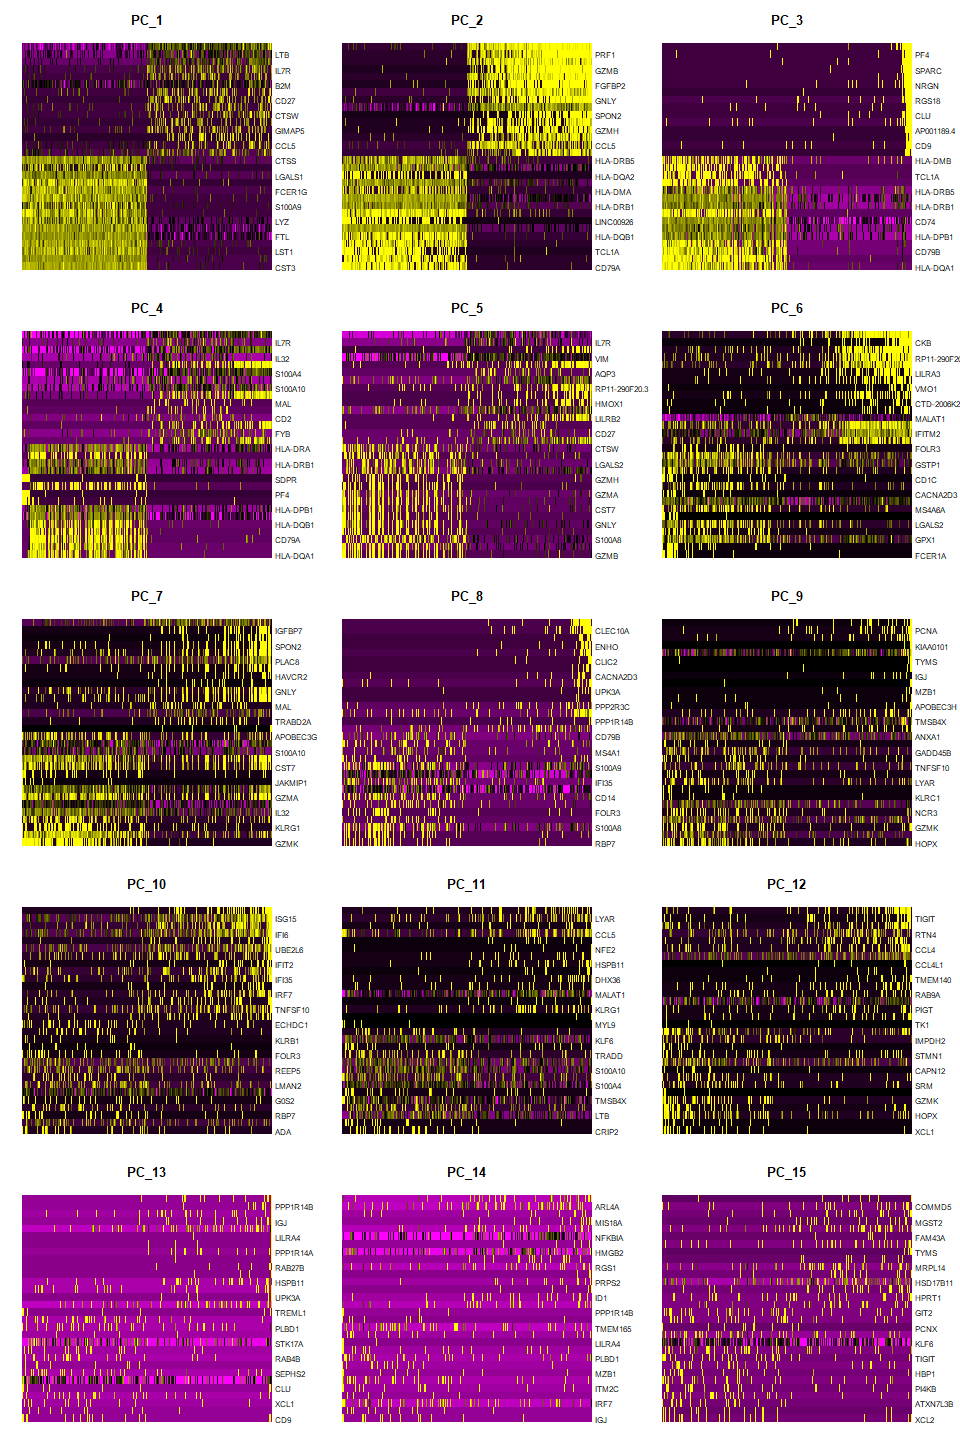 PC_1
LTB
IL7R
B2M
CD27
CTSW
GIMAP5
CCL5
CTSS
LGALS1
FCER1G
S100A9
LYZ
FTL
LST1
CST3
PC_2
PRF1
GZMB
FGFBP2
GNLY
SPON2
GZMH
CCL5
HLA-DRB5
HLA-DQA2
HLA-DMA
HLA-DRB1
LINC00926
HLA-DQB1
TCL1A
CD79A
PC_3
PF4
SPARC
NRGN
RGS18
CLU
AP001189.4
CD9
HLA-DMB
TCL1A
HLA-DRB5
HLA-DRB1
CD74
HLA-DPB1
CD79B
HLA-DQA1
PC_4
IL7R
IL32
S100A4
S100A10
MAL
CD2
FYB
HLA-DRA
HLA-DRB1
SDPR
PF4
HLA-DPB1
HLA-DQB1
CD79A
HLA-DQA1
PC_5
IL7R
VIM
AQP3
RP11-290F20.3
HMOX1
LILRB2
CD27
CTSW
LGALS2
GZMH
GZMA
CST7
GNLY
S100A8
GZMB
PC_6
CKB
RP11-290F20
LILRA3
VMO1
CTD-2006K2
MALAT1
IFITM2
FOLR3
GSTP1
CD1C
CACNA2D3
MS4A6A
LGALS2
GPX1
FCER1A
PC_7
IGFBP7
SPON2
PLAC8
HAVCR2
GNLY
MAL
TRABD2A
APOBEC3G
S100A10
CST7
JAKMIP1
GZMA
IL32
KLRG1
GZMK
PC_8
CLEC10A
ENHO
CLIC2
CACNA2D3
UPK3A
PPP2R3C
PPP1R14B
CD79B
MS4A1
S100A9
IFI35
CD14
FOLR3
S100A8
RBP7
PC_9
PCNA
KIAA0101
TYMS
IGJ
MZB1
APOBEC3H
TMSB4X
ANXA1
GADD45B
TNFSF10
LYAR
KLRC1
NCR3
GZMK
HOPX
PC_10
ISG15
IFI6
UBE2L6
IFIT2
IFI35
IRF7
TNFSF10
ECHDC1
KLRB1
FOLR3
REEP5
LMAN2
G0S2
RBP7
ADA
PC_11
LYAR
CCL5
NFE2
HSPB11
DHX36
MALAT1
KLRG1
MYL9
KLF6
TRADD
S100A10
S100A4
TMSB4X
LTB
CRIP2
PC_12
TIGIT
RTN4
CCL4
CCL4L1
TMEM140
RAB9A
PIGT
TK1
IMPDH2
STMN1
CAPN12
SRM
GZMK
HOPX
XCL1
PC_13
PPP1R14B
IGJ
LILRA4
PPP1R14A
RAB27B
HSPB11
UPK3A
TREML1
PLBD1
STK17A
RAB4B
SEPHS2
CLU
XCL1
CD9
PC_14
ARL4A
MIS18A
NFKBIA
HMGB2
RGS1
PRPS2
ID1
PPP1R14B
TMEM165
LILRA4
PLBD1
MZB1
ITM2C
IRF7
IGJ
PC_15
COMMD5
MGST2
FAM43A
TYMS
MRPL14
HSD17B11
HPRT1
GIT2
PCNX
KLF6
TIGIT
HBP1
PI4KB
ATXN7L3B
XCL2